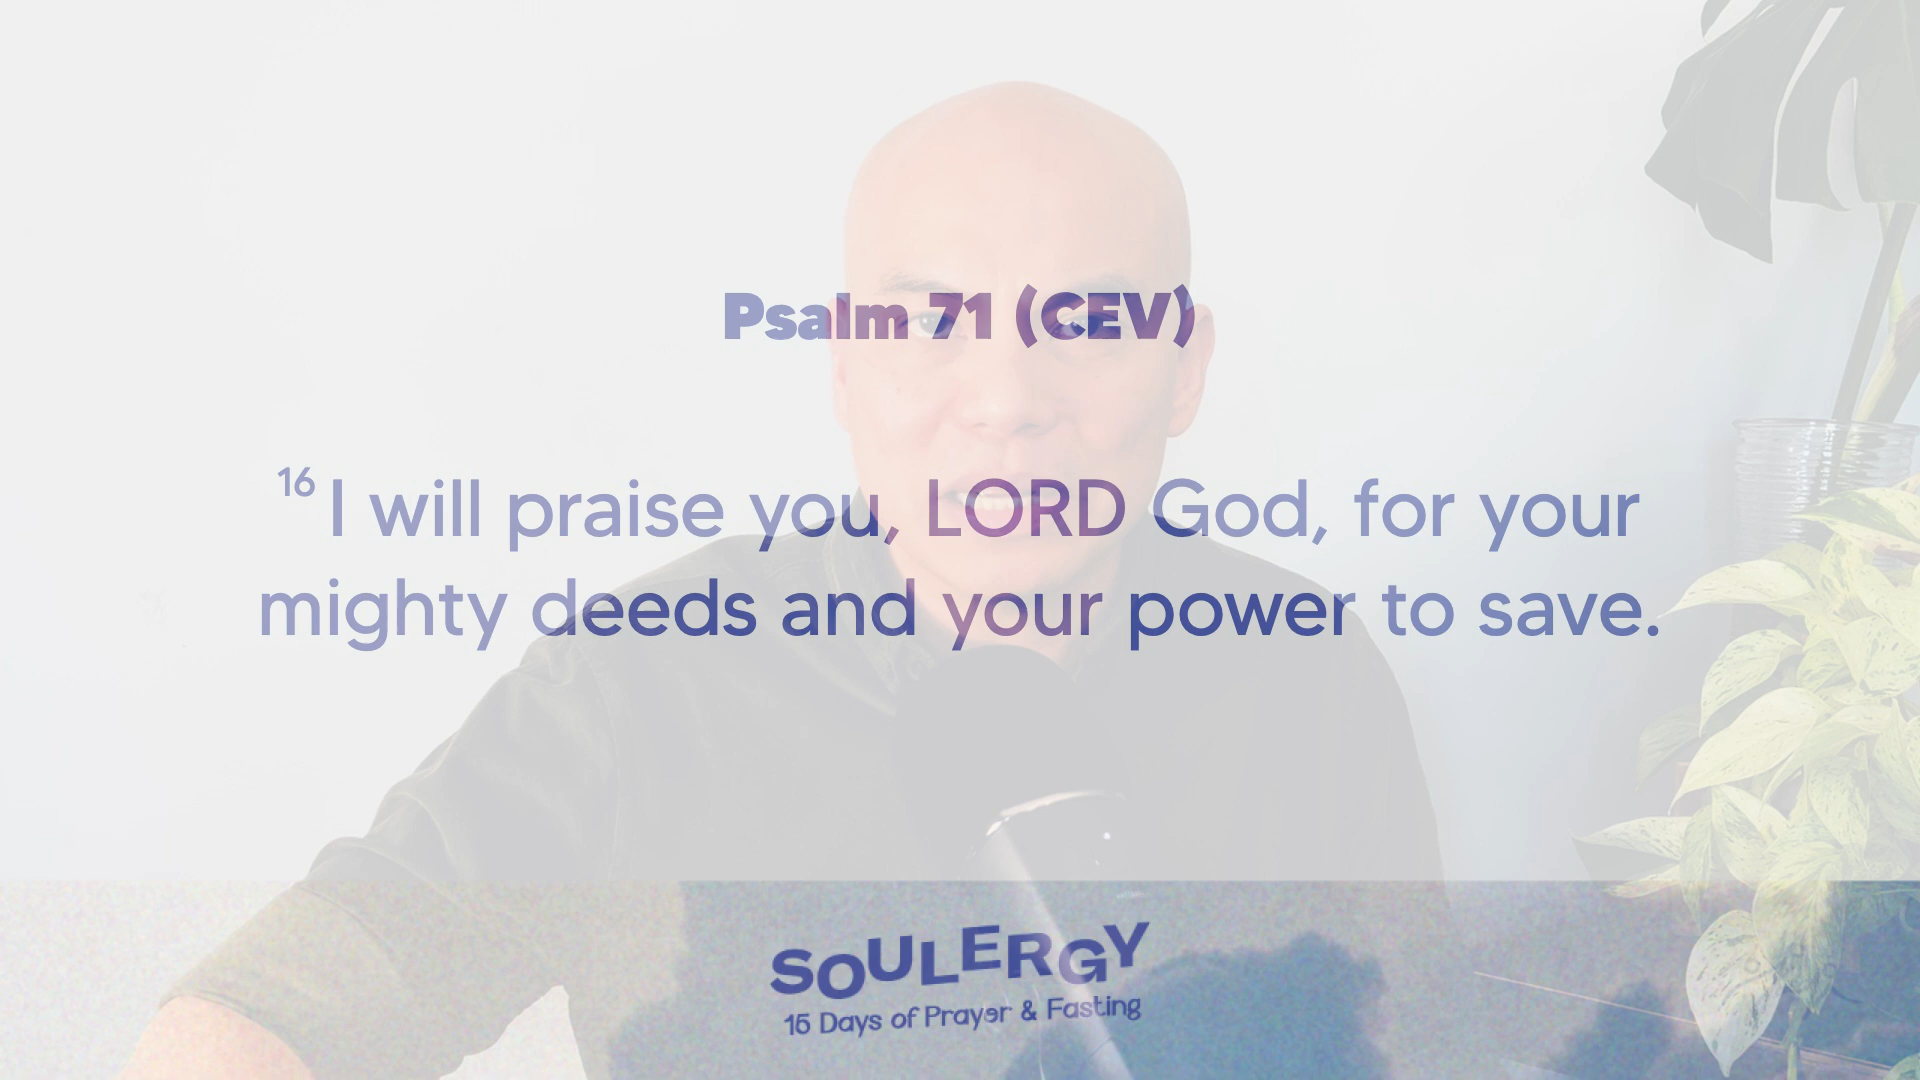 Psalm 71 (CEV)
16 I will praise you, LORD God, for your
mighty deeds and your power to save.
SOULERGY
15 Days of Prayer & Fasting